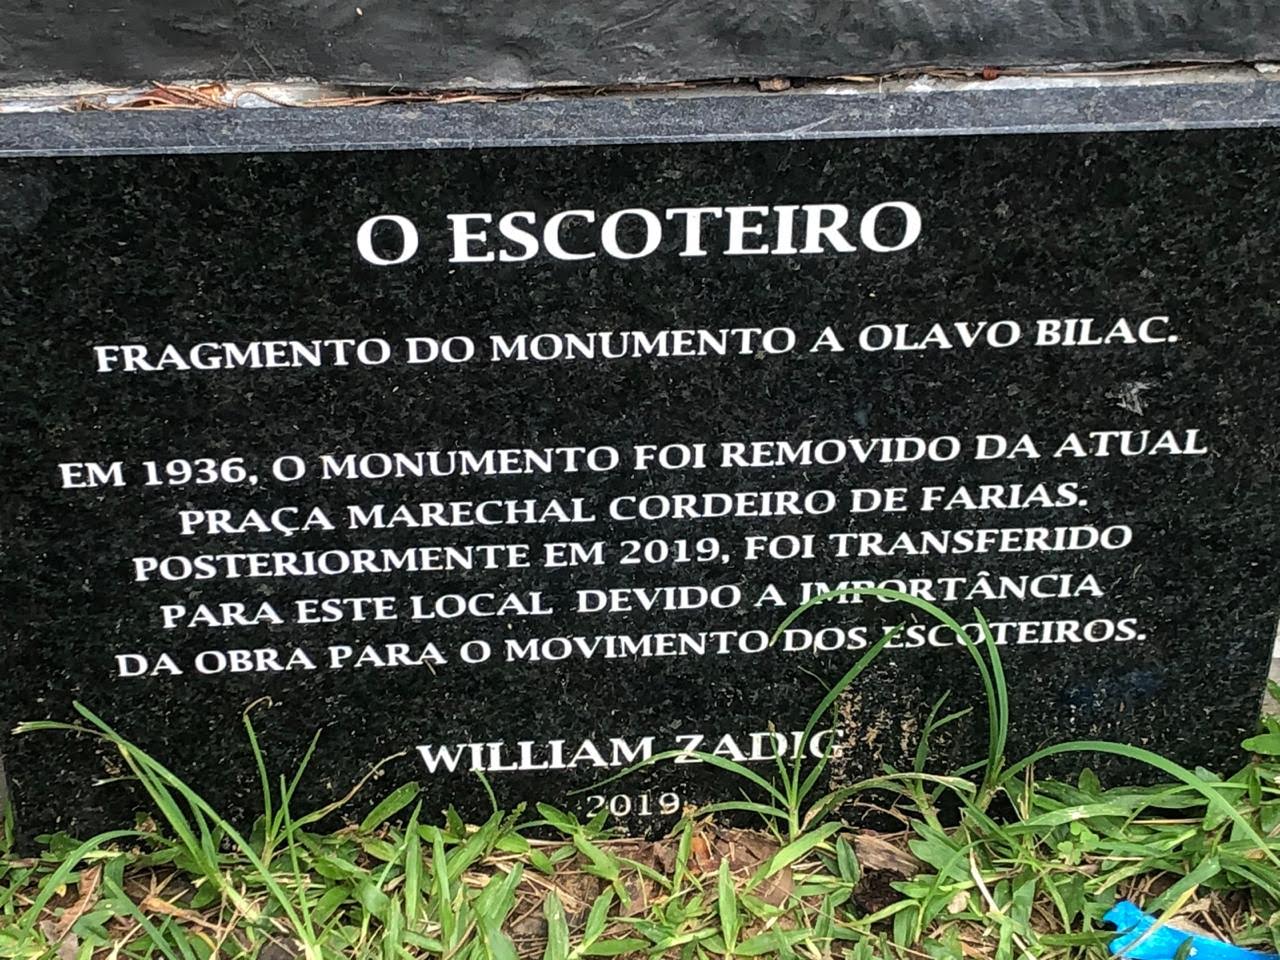 O ESCOTEIRO
FRAGMENTO DO MONUMENTO A OLAVO BILAC.
EM 1936, O MONUMENTO FOI REMOVIDO DA ATUAL
PRAÇA MARECHAL CORDEIRO DE FARIAS.
POSTERIORMENTE EM 2019, FOI TRANSFERIDO
PARA ESTE LOCAL DEVIDO A IMPORTÂNCIA
DA OBRA PARA O MOVIMENTO DOS ESCOTEIROS.
WILLIAM ZADIG
2019